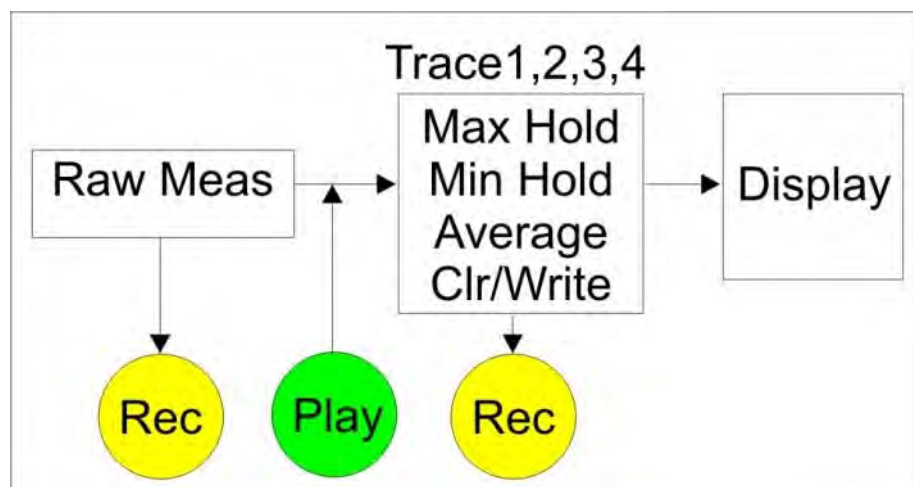 Trace1,2,3,4
Raw Meas
Max Hold
Min Hold
Average
Clr/Write
Display
Rec
Play
Rec